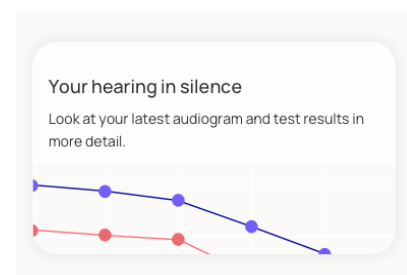 Your hearing in silence
Look at your latest audiogram and test results in
more detail.